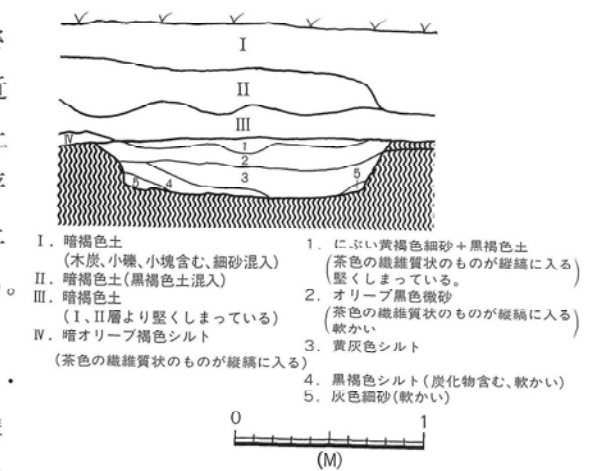 I
II
III
IV
1
2
3
4
5
5
I. 暗褐色土
(木炭、小礫、小塊含む、細砂混入)
II. 暗褐色土(黒褐色土混入)
III. 暗褐色土
(I、II層より堅くしまっている)
IV. 暗オリーブ褐色シルト
(茶色の繊維質状のものが縦縞に入る)
1. にぶい黄褐色細砂+黒褐色土
(茶色の繊維質状のものが縦縞に入る
堅くしまっている。)
2. オリーブ黒色微砂
(茶色の繊維質状のものが縦縞に入る)
軟かい
3. 黄灰色シルト
4. 黒褐色シルト(炭化物含む、軟かい)
5. 灰色細砂(軟かい)
0 1
(M)